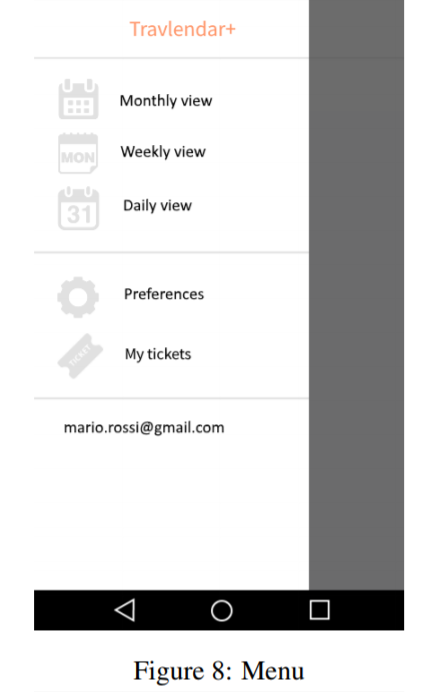 Travlendar+
Monthly view
MON
Weekly view
31
Daily view
Preferences
TICKET
My tickets
mario.rossi@gmail.com
Figure 8: Menu